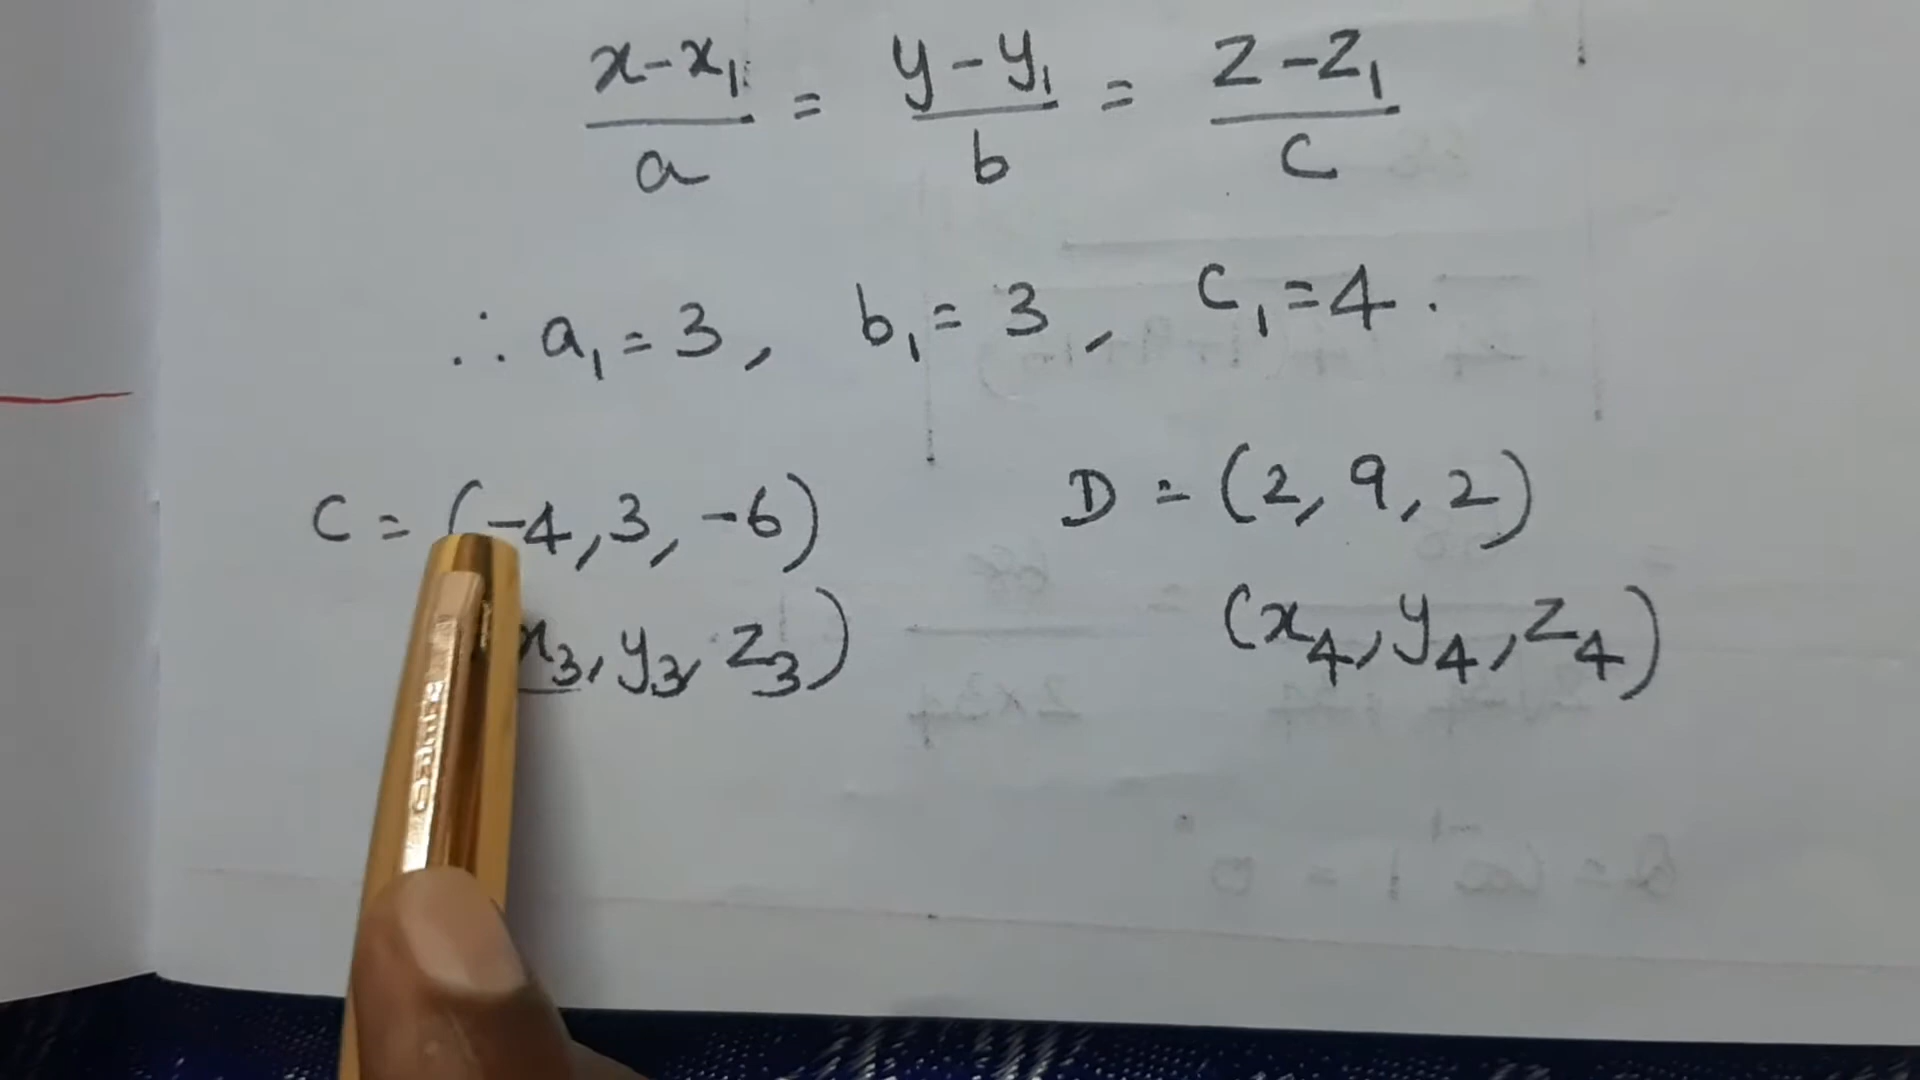 x-x₁/a = y-y₁/b = z-z₁/c
∴ a₁=3, b₁=3, c₁=4.
C = (-4,3,-6) D = (2,9,2)
x₃,y₃,z₃) (x₄,y₄,z₄)